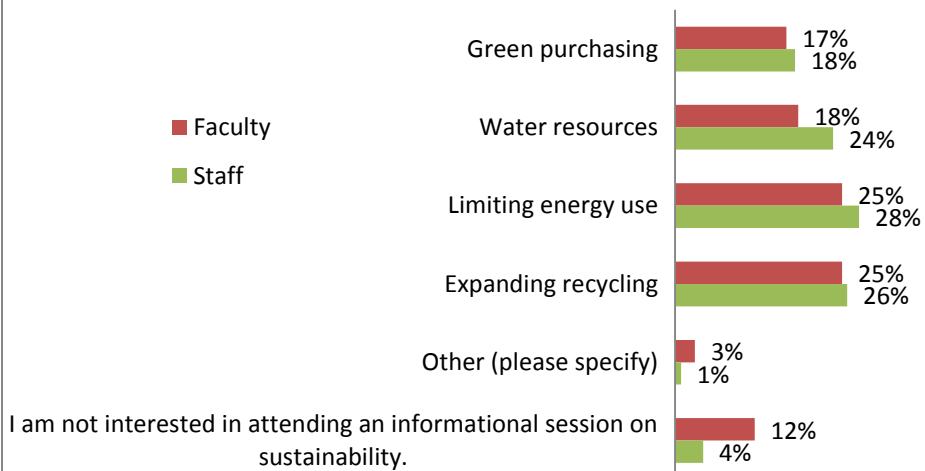 Green purchasing
17%
18%
Faculty
Water resources
18%
24%
Staff
Limiting energy use
25%
28%
Expanding recycling
25%
26%
Other (please specify)
3%
1%
I am not interested in attending an informational session on
sustainability.
12%
4%